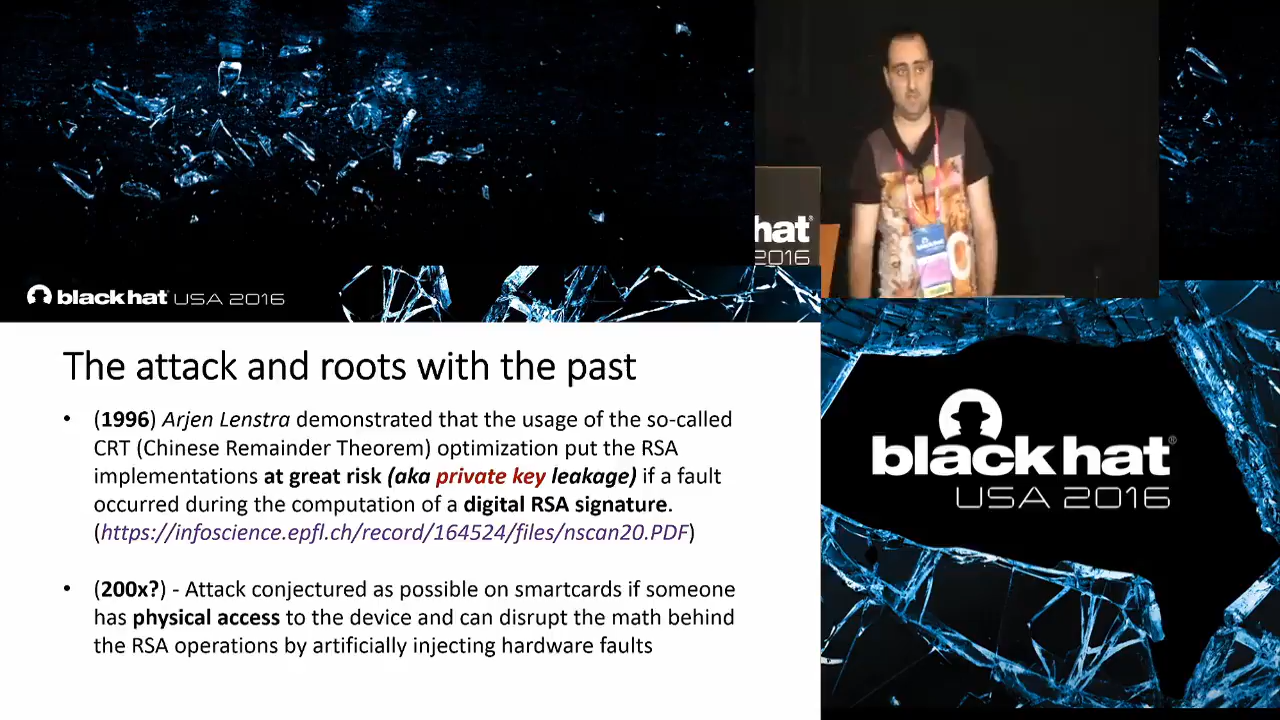 hat
2016
black hat USA 2016
The attack and roots with the past
• (1996) Arjen Lenstra demonstrated that the usage of the so-called
CRT (Chinese Remainder Theorem) optimization put the RSA
implementations at great risk (aka private key leakage) if a fault
occurred during the computation of a digital RSA signature.
(https://infoscience.epfl.ch/record/164524/files/nscan20.PDF)
• (200x?) - Attack conjectured as possible on smartcards if someone
has physical access to the device and can disrupt the math behind
the RSA operations by artificially injecting hardware faults
black hat®
USA 2016